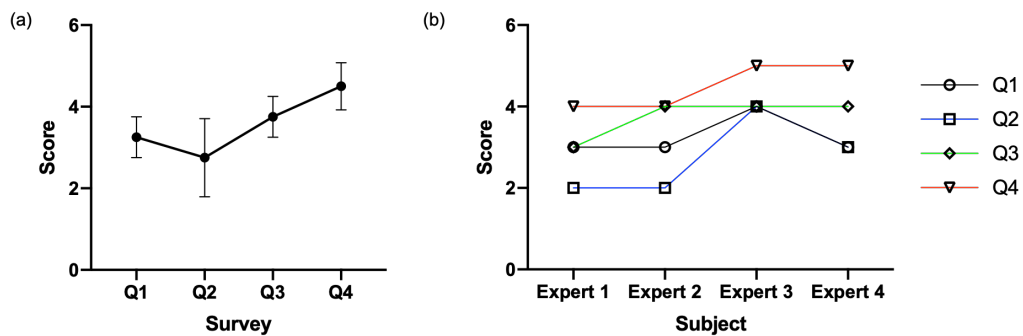 (a)
6
4
2
0
Score
Q1 Q2 Q3 Q4
Survey
(b)
6
4
2
0
Score
Expert 1 Expert 2 Expert 3 Expert 4
Subject
Q1
Q2
Q3
Q4